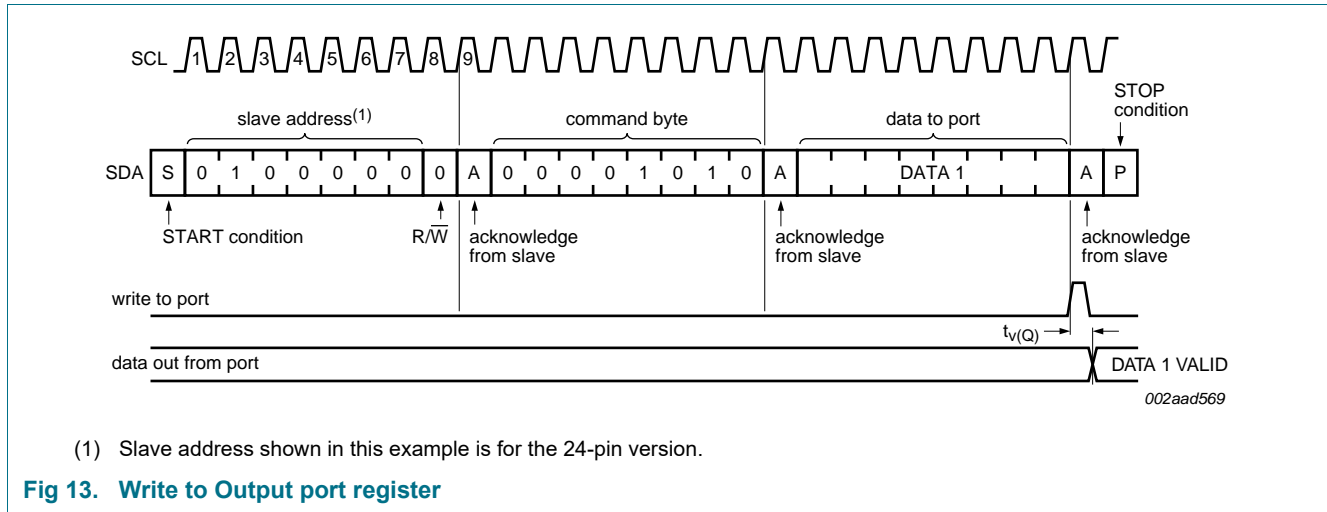 SCL 1 2 3 4 5 6 7 8 9
STOP
condition
slave address(1) command byte data to port
SDA S 0 1 0 0 0 0 0 0 A 0 0 0 0 1 0 1 0 A DATA 1 A P
START condition R/W̅ acknowledge from slave acknowledge from slave acknowledge from slave
write to port
tv(Q)
data out from port DATA 1 VALID
002aad569
(1) Slave address shown in this example is for the 24-pin version.
Fig 13. Write to Output port register